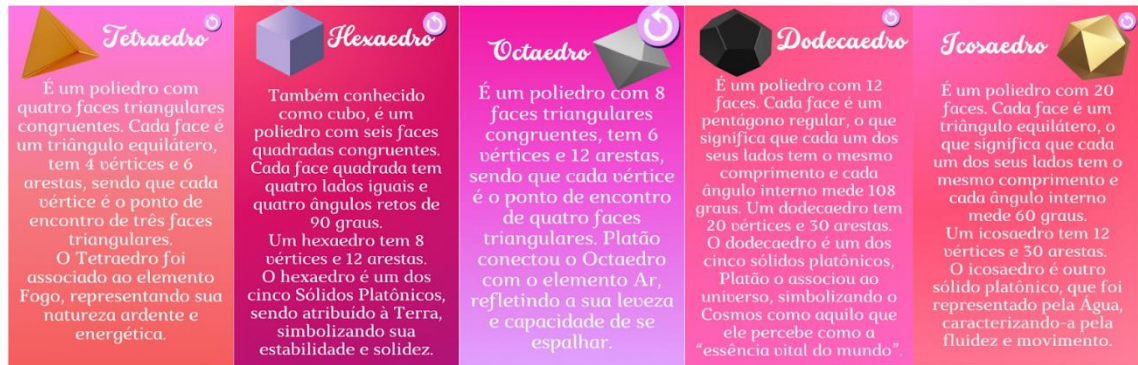 Tetraedro
É um poliedro com
quatro faces triangulares
congruentes. Cada face é
um triângulo equilátero,
tem 4 vértices e 6
arestas, sendo que cada
vértice é o ponto de
encontro de três faces
triangulares.
O Tetraedro foi
associado ao elemento
Fogo, representando sua
natureza ardente e
energética.
Hexaedro
Também conhecido
como cubo, é um
poliedro com seis faces
quadradas congruentes.
Cada face quadrada tem
quatro lados iguais e
quatro ângulos retos de
90 graus.
Um hexaedro tem 8
vértices e 12 arestas.
O hexaedro é um dos
cinco Sólidos Platônicos,
sendo atribuído à Terra,
simbolizando sua
estabilidade e solidez.
Octaedro
É um poliedro com 8
faces triangulares
congruentes, tem 6
vértices e 12 arestas,
sendo que cada vértice
é o ponto de encontro
de quatro faces
triangulares. Platão
conectou o Octaedro
com o elemento Ar,
refletindo a sua leveza
e capacidade de se
espalhar.
Dodecaedro
É um poliedro com 12
faces. Cada face é um
pentágono regular, o que
significa que cada um dos
seus lados tem o mesmo
comprimento e cada
ângulo interno mede 108
graus. Um dodecaedro tem
20 vértices e 30 arestas.
O dodecaedro é um dos
cinco sólidos platônicos,
Platão o associou ao
universo, simbolizando o
Cosmos como aquilo que
ele percebe como a
“essência vital do mundo”.
Icosaedro
É um poliedro com 20
faces. Cada face é um
triângulo equilátero, o
que significa que cada
um dos seus lados tem o
mesmo comprimento e
cada ângulo interno
mede 60 graus.
Um icosaedro tem 12
vértices e 30 arestas.
O icosaedro é outro
sólido platônico, que foi
representado pela Água,
caracterizando-a pela
fluidez e movimento.